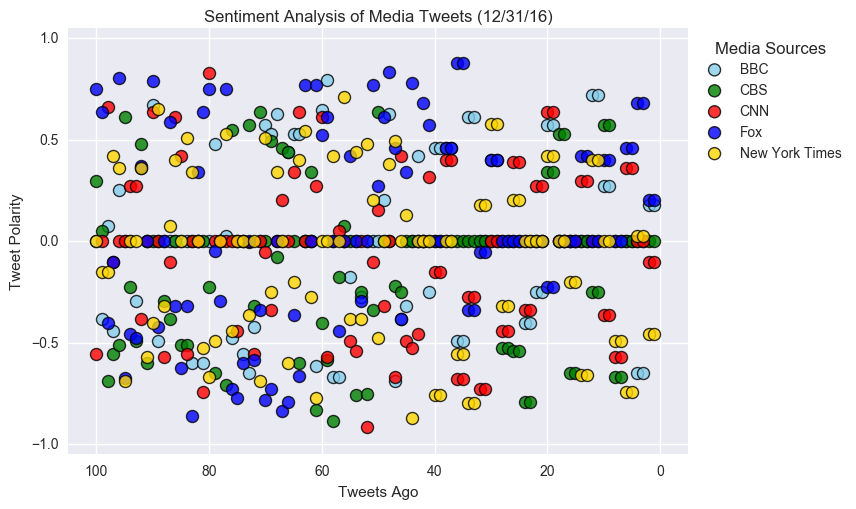 Sentiment Analysis of Media Tweets (12/31/16)
1.0
0.5
0.0
−0.5
−1.0
Tweet Polarity
100
80
60
40
20
0
Tweets Ago
Media Sources
BBC
CBS
CNN
Fox
New York Times